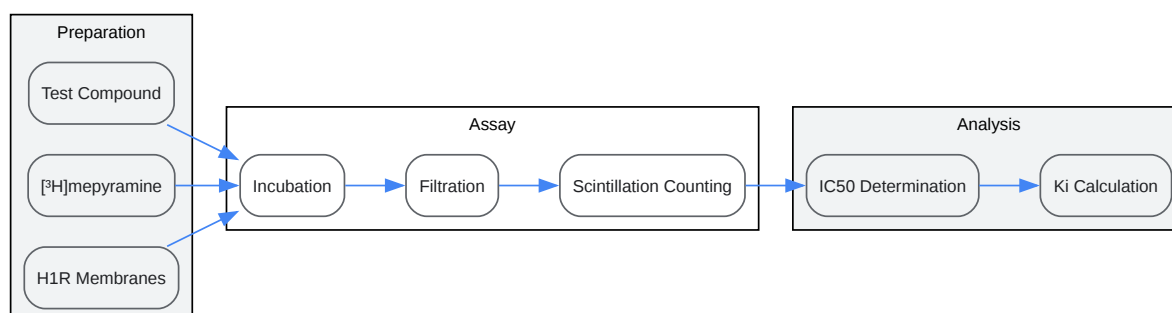 Preparation
Test Compound
[³H]mepyramine
H1R Membranes
Assay
Incubation
Filtration
Scintillation Counting
Analysis
IC50 Determination
Ki Calculation